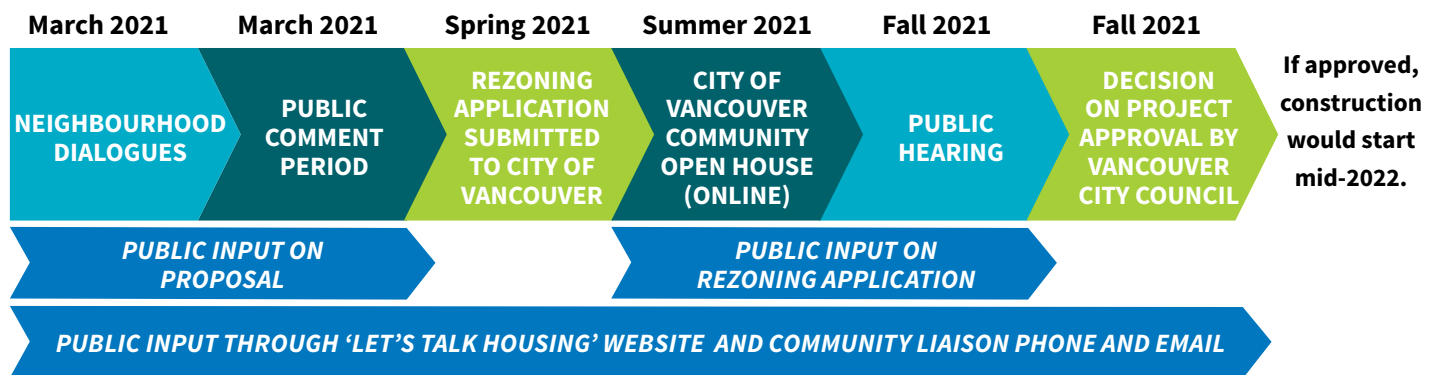 March 2021
March 2021
Spring 2021
Summer 2021
Fall 2021
Fall 2021
NEIGHBOURHOOD
DIALOGUES
PUBLIC
COMMENT
PERIOD
REZONING
APPLICATION
SUBMITTED
TO CITY OF
VANCOUVER
CITY OF
VANCOUVER
COMMUNITY
OPEN HOUSE
(ONLINE)
PUBLIC
HEARING
DECISION
ON PROJECT
APPROVAL BY
VANCOUVER
CITY COUNCIL
If approved,
construction
would start
mid-2022.
PUBLIC INPUT ON
PROPOSAL
PUBLIC INPUT ON
REZONING APPLICATION
PUBLIC INPUT THROUGH ‘LET’S TALK HOUSING’ WEBSITE AND COMMUNITY LIAISON PHONE AND EMAIL